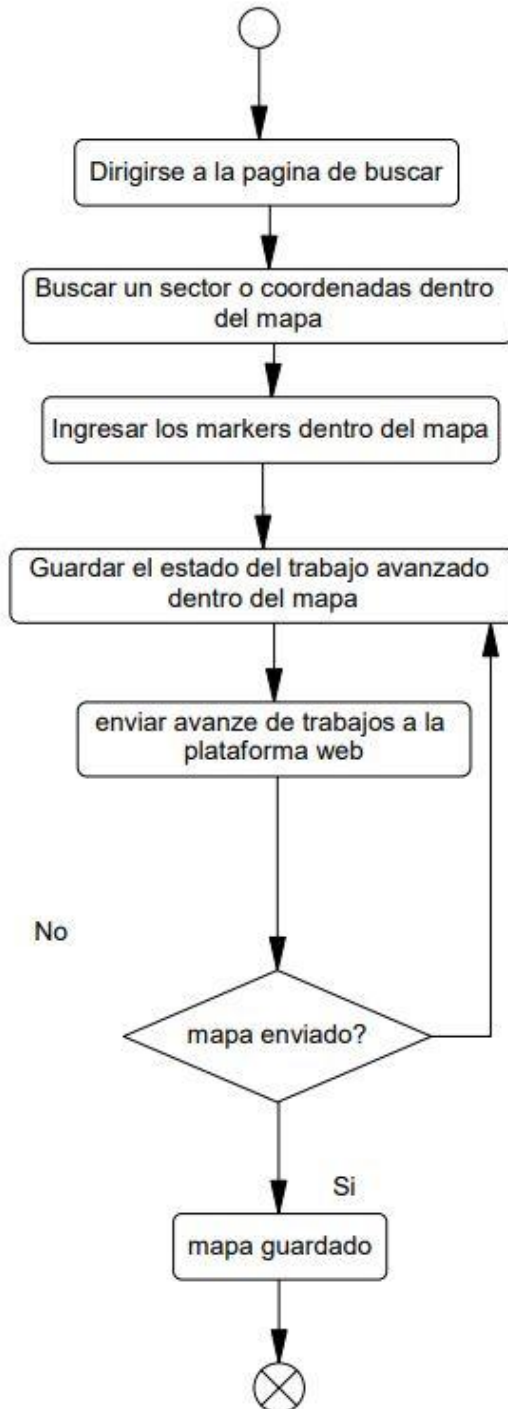 Dirigirse a la pagina de buscar
Buscar un sector o coordenadas dentro
del mapa
Ingresar los markers dentro del mapa
Guardar el estado del trabajo avanzado
dentro del mapa
enviar avanze de trabajos a la
plataforma web
No
mapa enviado?
Si
mapa guardado